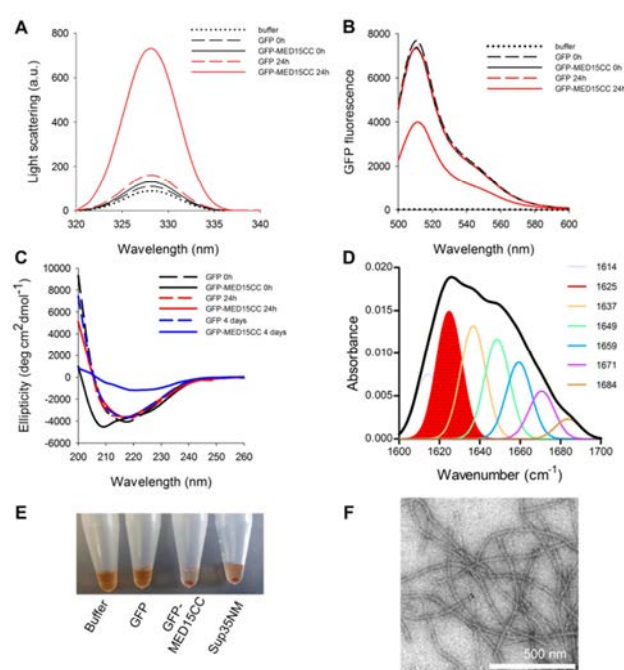 A
buffer
GFP 0h
GFP-MED15CC 0h
GFP 24h
GFP-MED15CC 24h
Light scattering (a.u.)
800
600
400
200
0
320
330
340
Wavelength (nm)
B
buffer
GFP 0h
GFP-MED15CC 0h
GFP 24h
GFP-MED15CC 24h
GFP fluorescence
8000
6000
4000
2000
0
500
520
540
560
580
600
Wavelength (nm)
C
GFP 0h
GFP-MED15CC 0h
GFP 24h
GFP-MED15CC 24h
GFP 4 days
GFP-MED15CC 4 days
Ellipticity (deg cm2dmol-1)
10000
8000
6000
4000
2000
0
-2000
-4000
-6000
-8000
200
210
220
230
240
250
260
Wavelength (nm)
D
1614
1625
1637
1649
1659
1671
1684
Absorbance
0.020
0.015
0.010
0.005
0.000
1600
1620
1640
1660
1680
1700
Wavenumber (cm-1)
E
Buffer
GFP
GFP-
MED15CC
Sup35NM
F
500 nm